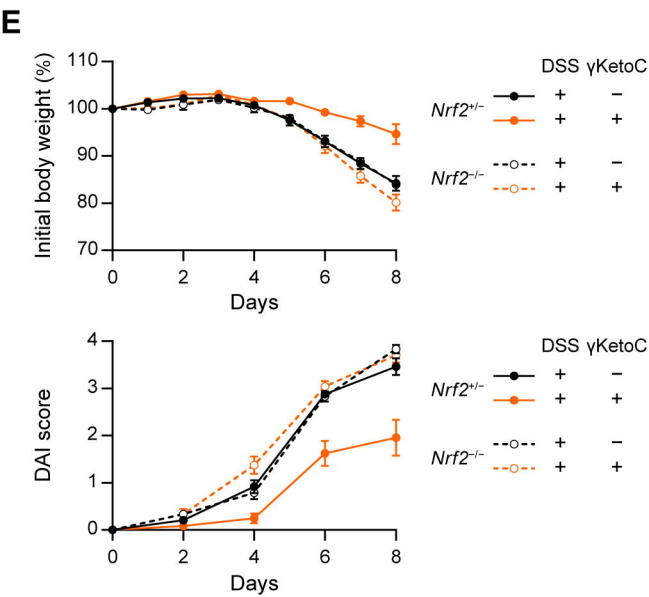 E
Initial body weight (%)
110
100
90
80
70
0 2 4 6 8
Days
DSS γKetoC
Nrf2+/−
+ −
+ +
Nrf2−/−
+ −
+ +
DAI score
4
3
2
1
0
0 2 4 6 8
Days
DSS γKetoC
Nrf2+/−
+ −
+ +
Nrf2−/−
+ −
+ +